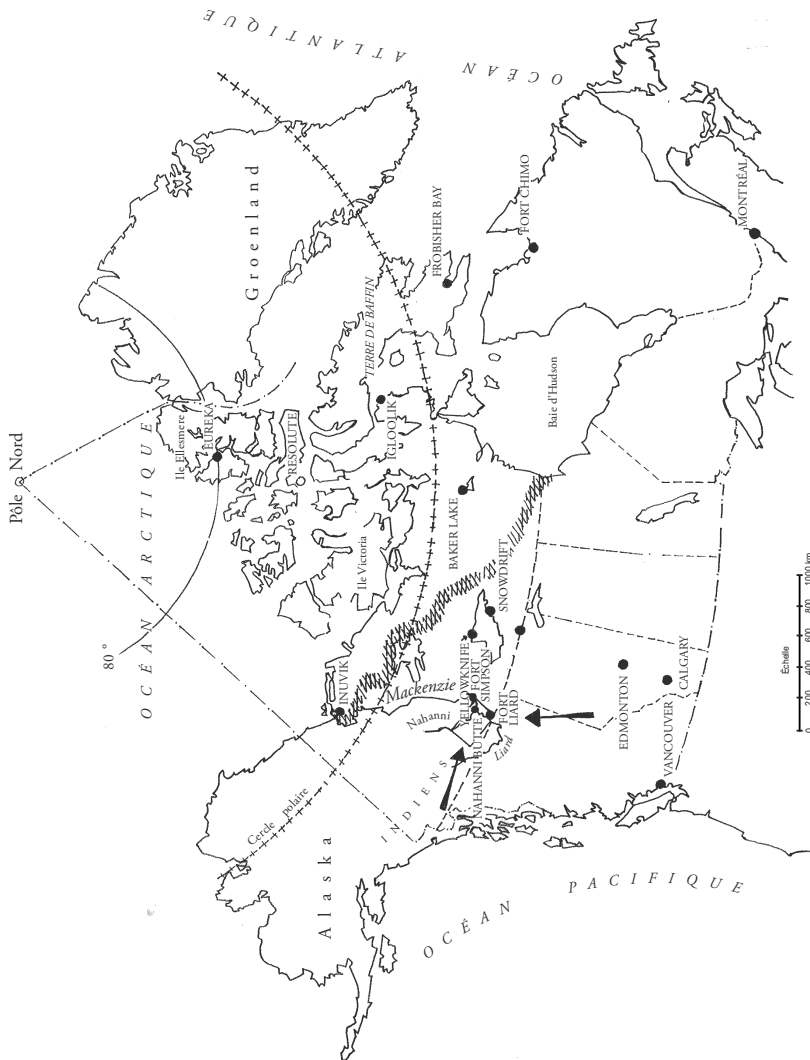 Pôle Nord
OCÉAN ARCTIQUE
80 °
Ile Ellesmere
EUREKA
RESOLUTE
Groenland
OCÉAN ATLANTIQUE
TERRE DE BAFFIN
IGLOOLIK
FROBISHER BAY
FORT CHIMO
MONTRÉAL
Baie d'Hudson
Ile Victoria
BAKER LAKE
SNOWDRIFT
INUVIK
Mackenzie
YELLOWKNIFE
FORT
SIMPSON
FORT
LIARD
NAHANNI BUTTE
Nahanni
Liard
INDIENS
Cercle polaire
Alaska
OCÉAN PACIFIQUE
EDMONTON
CALGARY
VANCOUVER
Échelle
0 200 400 600 800 1000 km